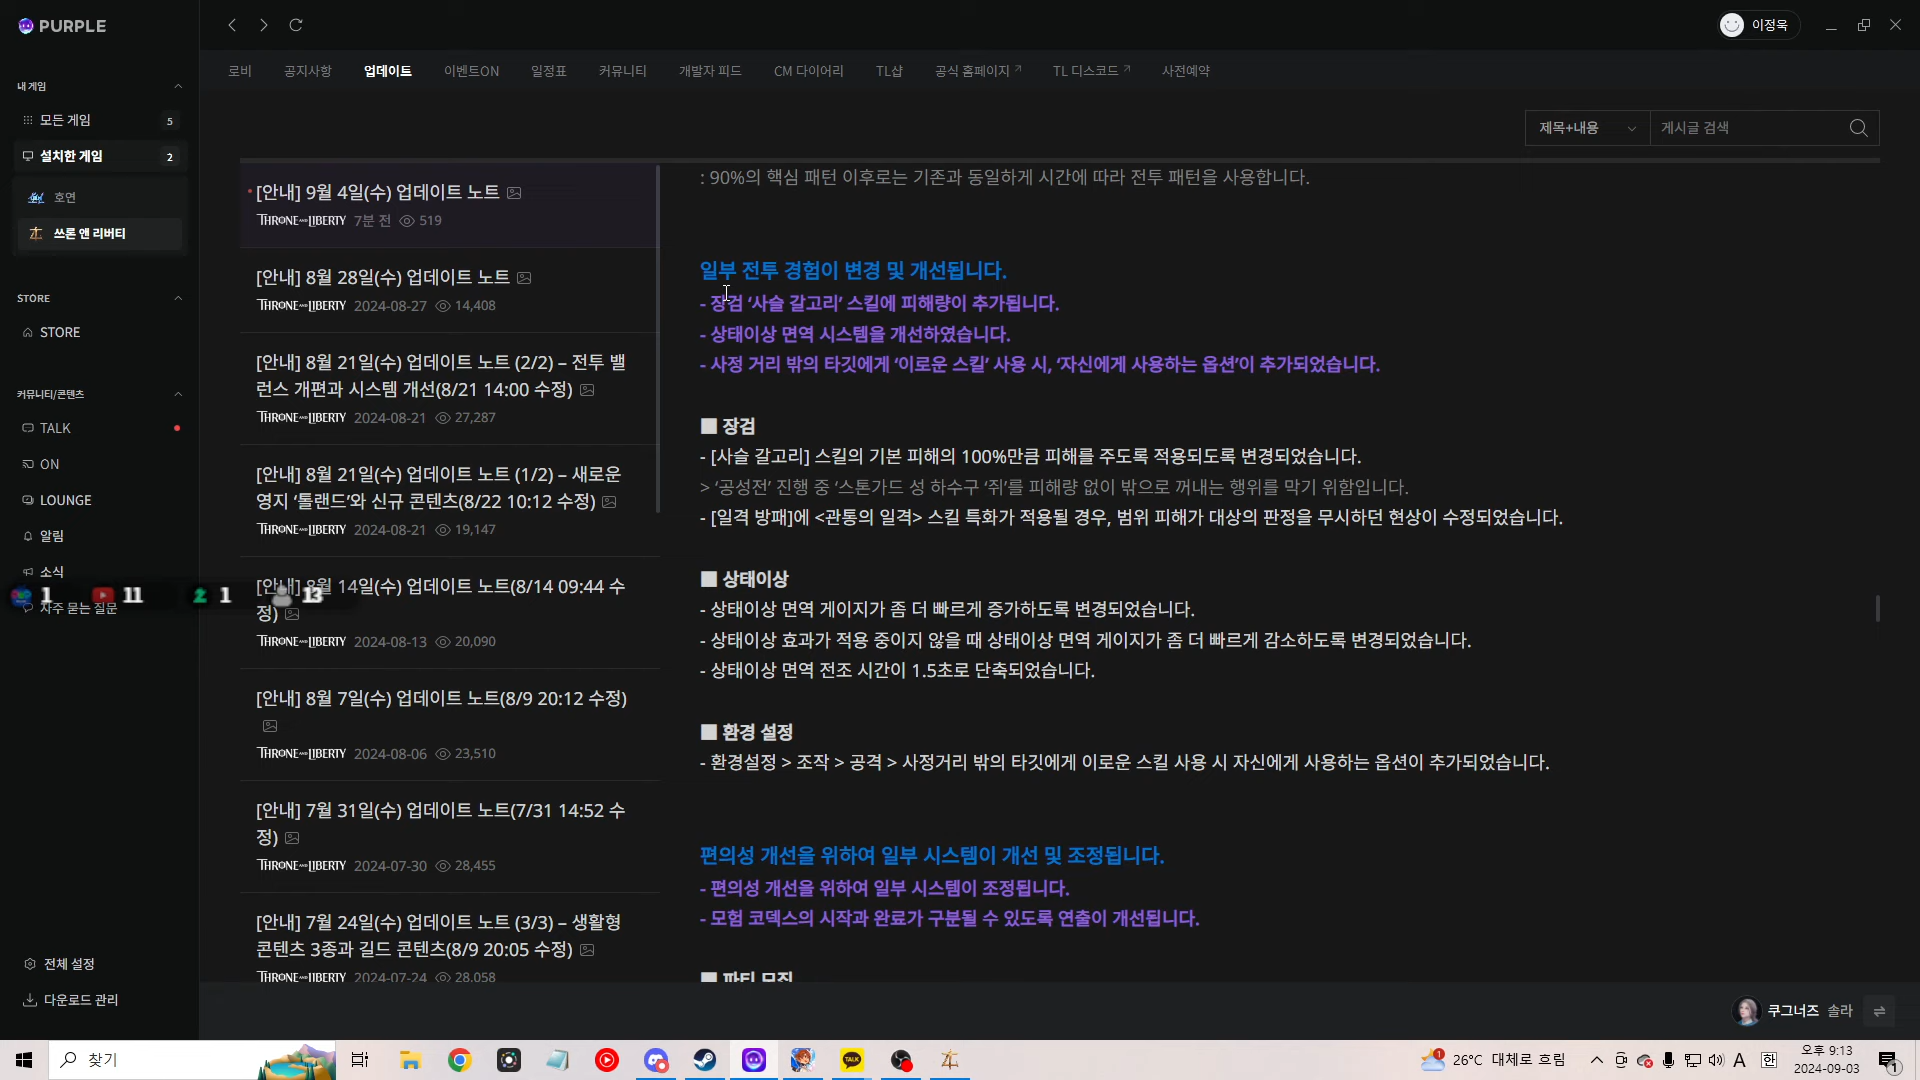 PURPLE
이정욱
로비 공지사항 업데이트 이벤트ON 일정표 커뮤니티 개발자 피드 CM 다이어리 TL샵 공식 홈페이지 TL 디스코드 사전예약
내 게임
모든 게임 5
설치한 게임 2
호연
쓰론 앤 리버티
STORE
STORE
커뮤니티/콘텐츠
TALK
ON
LOUNGE
알림
소식
자주 묻는 질문
1 11 1 13
전체 설정
다운로드 관리
제목+내용 게시글 검색
[안내] 9월 4일(수) 업데이트 노트
THRONE AND LIBERTY 7분 전 519
[안내] 8월 28일(수) 업데이트 노트
THRONE AND LIBERTY 2024-08-27 14,408
[안내] 8월 21일(수) 업데이트 노트 (2/2) – 전투 밸
런스 개편과 시스템 개선(8/21 14:00 수정)
THRONE AND LIBERTY 2024-08-21 27,287
[안내] 8월 21일(수) 업데이트 노트 (1/2) – 새로운
영지 ‘톨랜드’와 신규 콘텐츠(8/22 10:12 수정)
THRONE AND LIBERTY 2024-08-21 19,147
[안내] 8월 14일(수) 업데이트 노트(8/14 09:44 수
정)
THRONE AND LIBERTY 2024-08-13 20,090
[안내] 8월 7일(수) 업데이트 노트(8/9 20:12 수정)
THRONE AND LIBERTY 2024-08-06 23,510
[안내] 7월 31일(수) 업데이트 노트(7/31 14:52 수
정)
THRONE AND LIBERTY 2024-07-30 28,455
[안내] 7월 24일(수) 업데이트 노트 (3/3) – 생활형
콘텐츠 3종과 길드 콘텐츠(8/9 20:05 수정)
THRONE AND LIBERTY 2024-07-24 28,058
: 90%의 핵심 패턴 이후로는 기존과 동일하게 시간에 따라 전투 패턴을 사용합니다.
일부 전투 경험이 변경 및 개선됩니다.
- 장검 ‘사슬 갈고리’ 스킬에 피해량이 추가됩니다.
- 상태이상 면역 시스템을 개선하였습니다.
- 사정 거리 밖의 타깃에게 ‘이로운 스킬’ 사용 시, ‘자신에게 사용하는 옵션’이 추가되었습니다.
■ 장검
- [사슬 갈고리] 스킬의 기본 피해의 100%만큼 피해를 주도록 적용되도록 변경되었습니다.
> ‘공성전’ 진행 중 ‘스톤가드 성 하수구 ‘쥐’를 피해량 없이 밖으로 꺼내는 행위를 막기 위함입니다.
- [일격 방패]에 <관통의 일격> 스킬 특화가 적용될 경우, 범위 피해가 대상의 판정을 무시하던 현상이 수정되었습니다.
■ 상태이상
- 상태이상 면역 게이지가 좀 더 빠르게 증가하도록 변경되었습니다.
- 상태이상 효과가 적용 중이지 않을 때 상태이상 면역 게이지가 좀 더 빠르게 감소하도록 변경되었습니다.
- 상태이상 면역 전조 시간이 1.5초로 단축되었습니다.
■ 환경 설정
- 환경설정 > 조작 > 공격 > 사정거리 밖의 타깃에게 이로운 스킬 사용 시 자신에게 사용하는 옵션이 추가되었습니다.
편의성 개선을 위하여 일부 시스템이 개선 및 조정됩니다.
- 편의성 개선을 위하여 일부 시스템이 조정됩니다.
- 모험 코덱스의 시작과 완료가 구분될 수 있도록 연출이 개선됩니다.
■ 파티 모집
쿠그너즈 솔라
찾기
TALK
26°C 대체로 흐림
A 한
오후 9:13
2024-09-03
1